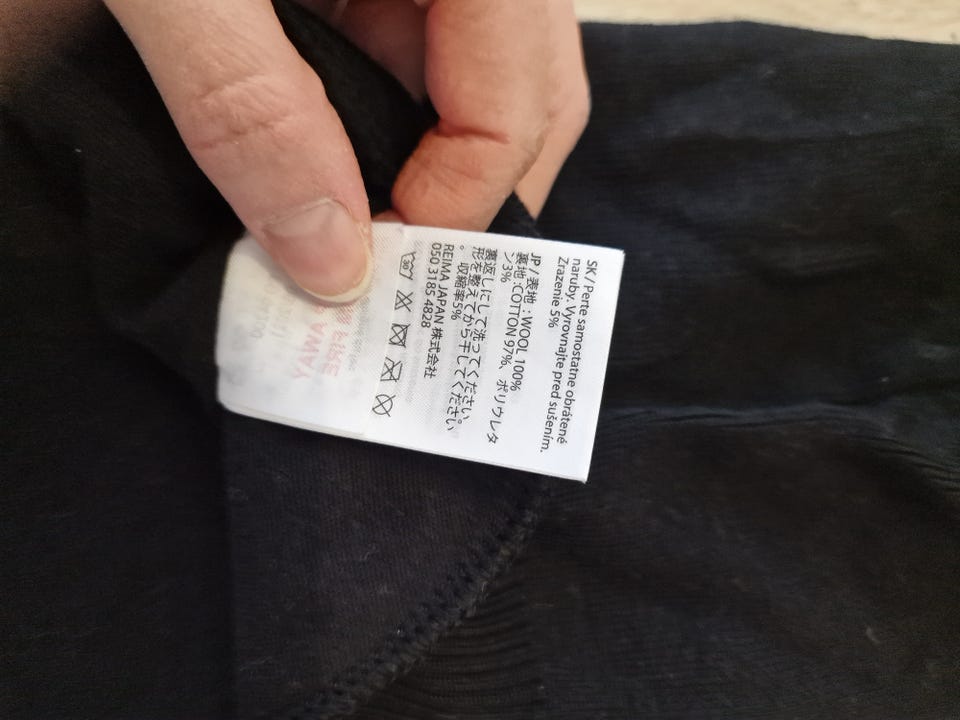 SK/ Perte samostatne obrátené
naruby. Vyrovnajte pred sušením.
Zrazenie 5%
JP / 表地 : WOOL 100%
裏地 :COTTON 97%、ポリウレタ
ン3%
裏返しにして洗ってください。
形を整えてから干してください
。 収縮率5%
REIMA JAPAN 株式会社
050 3185 4828
30